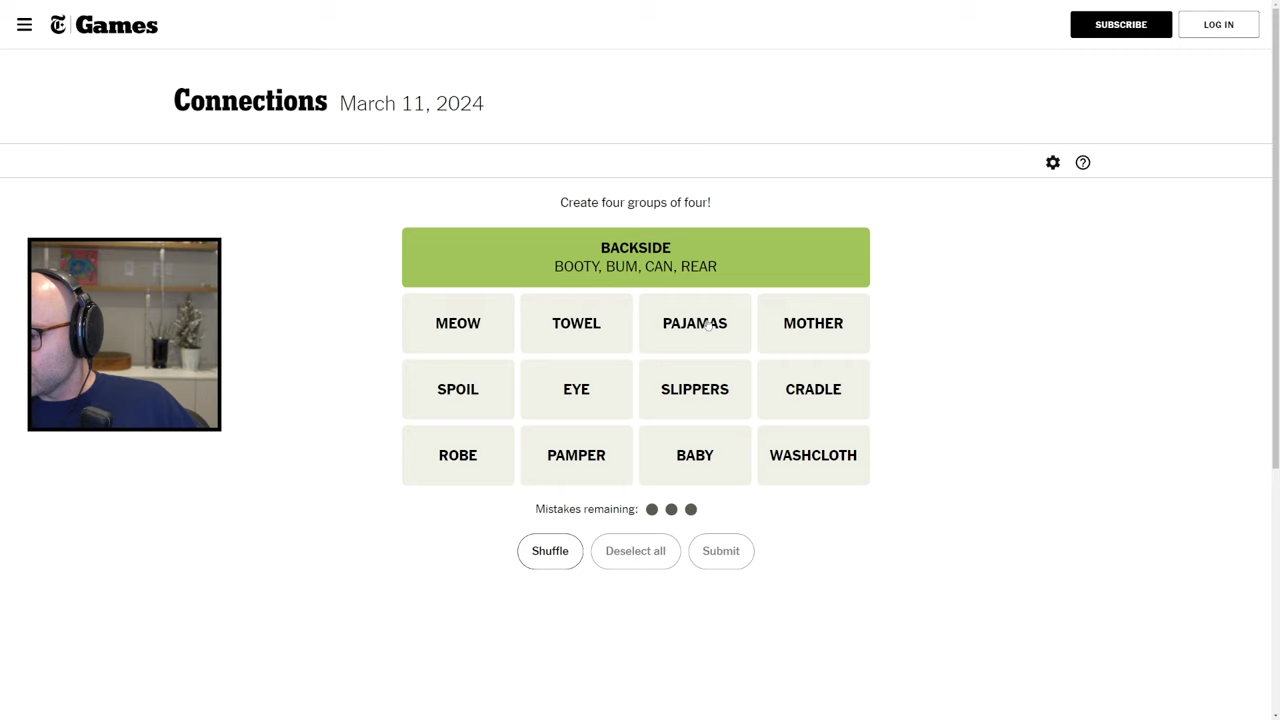 Games
SUBSCRIBE
LOG IN
Connections March 11, 2024
Create four groups of four!
BACKSIDE
BOOTY, BUM, CAN, REAR
MEOW TOWEL PAJAMAS MOTHER
SPOIL EYE SLIPPERS CRADLE
ROBE PAMPER BABY WASHCLOTH
Mistakes remaining:
Shuffle Deselect all Submit